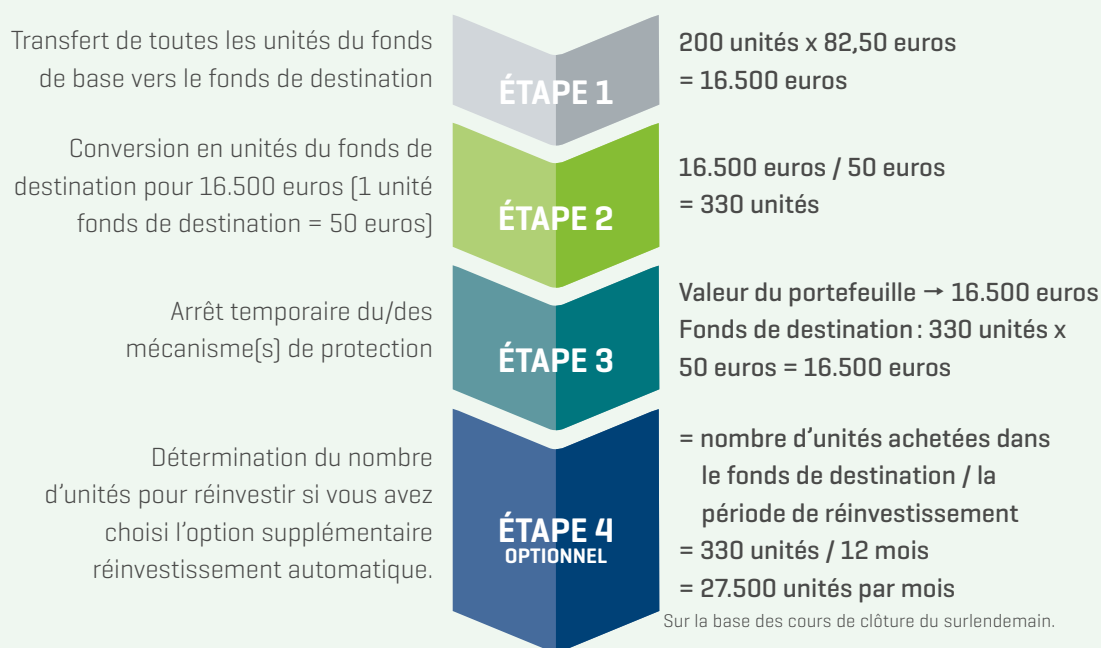 Transfert de toutes les unités du fonds
de base vers le fonds de destination
ÉTAPE 1
200 unités x 82,50 euros
= 16.500 euros
Conversion en unités du fonds de
destination pour 16.500 euros (1 unité
fonds de destination = 50 euros)
ÉTAPE 2
16.500 euros / 50 euros
= 330 unités
Arrêt temporaire du/des
mécanisme(s) de protection
ÉTAPE 3
Valeur du portefeuille → 16.500 euros
Fonds de destination : 330 unités x
50 euros = 16.500 euros
Détermination du nombre
d'unités pour réinvestir si vous avez
choisi l'option supplémentaire
réinvestissement automatique.
ÉTAPE 4
OPTIONNEL
= nombre d'unités achetées dans
le fonds de destination / la
période de réinvestissement
= 330 unités / 12 mois
= 27.500 unités par mois
Sur la base des cours de clôture du surlendemain.